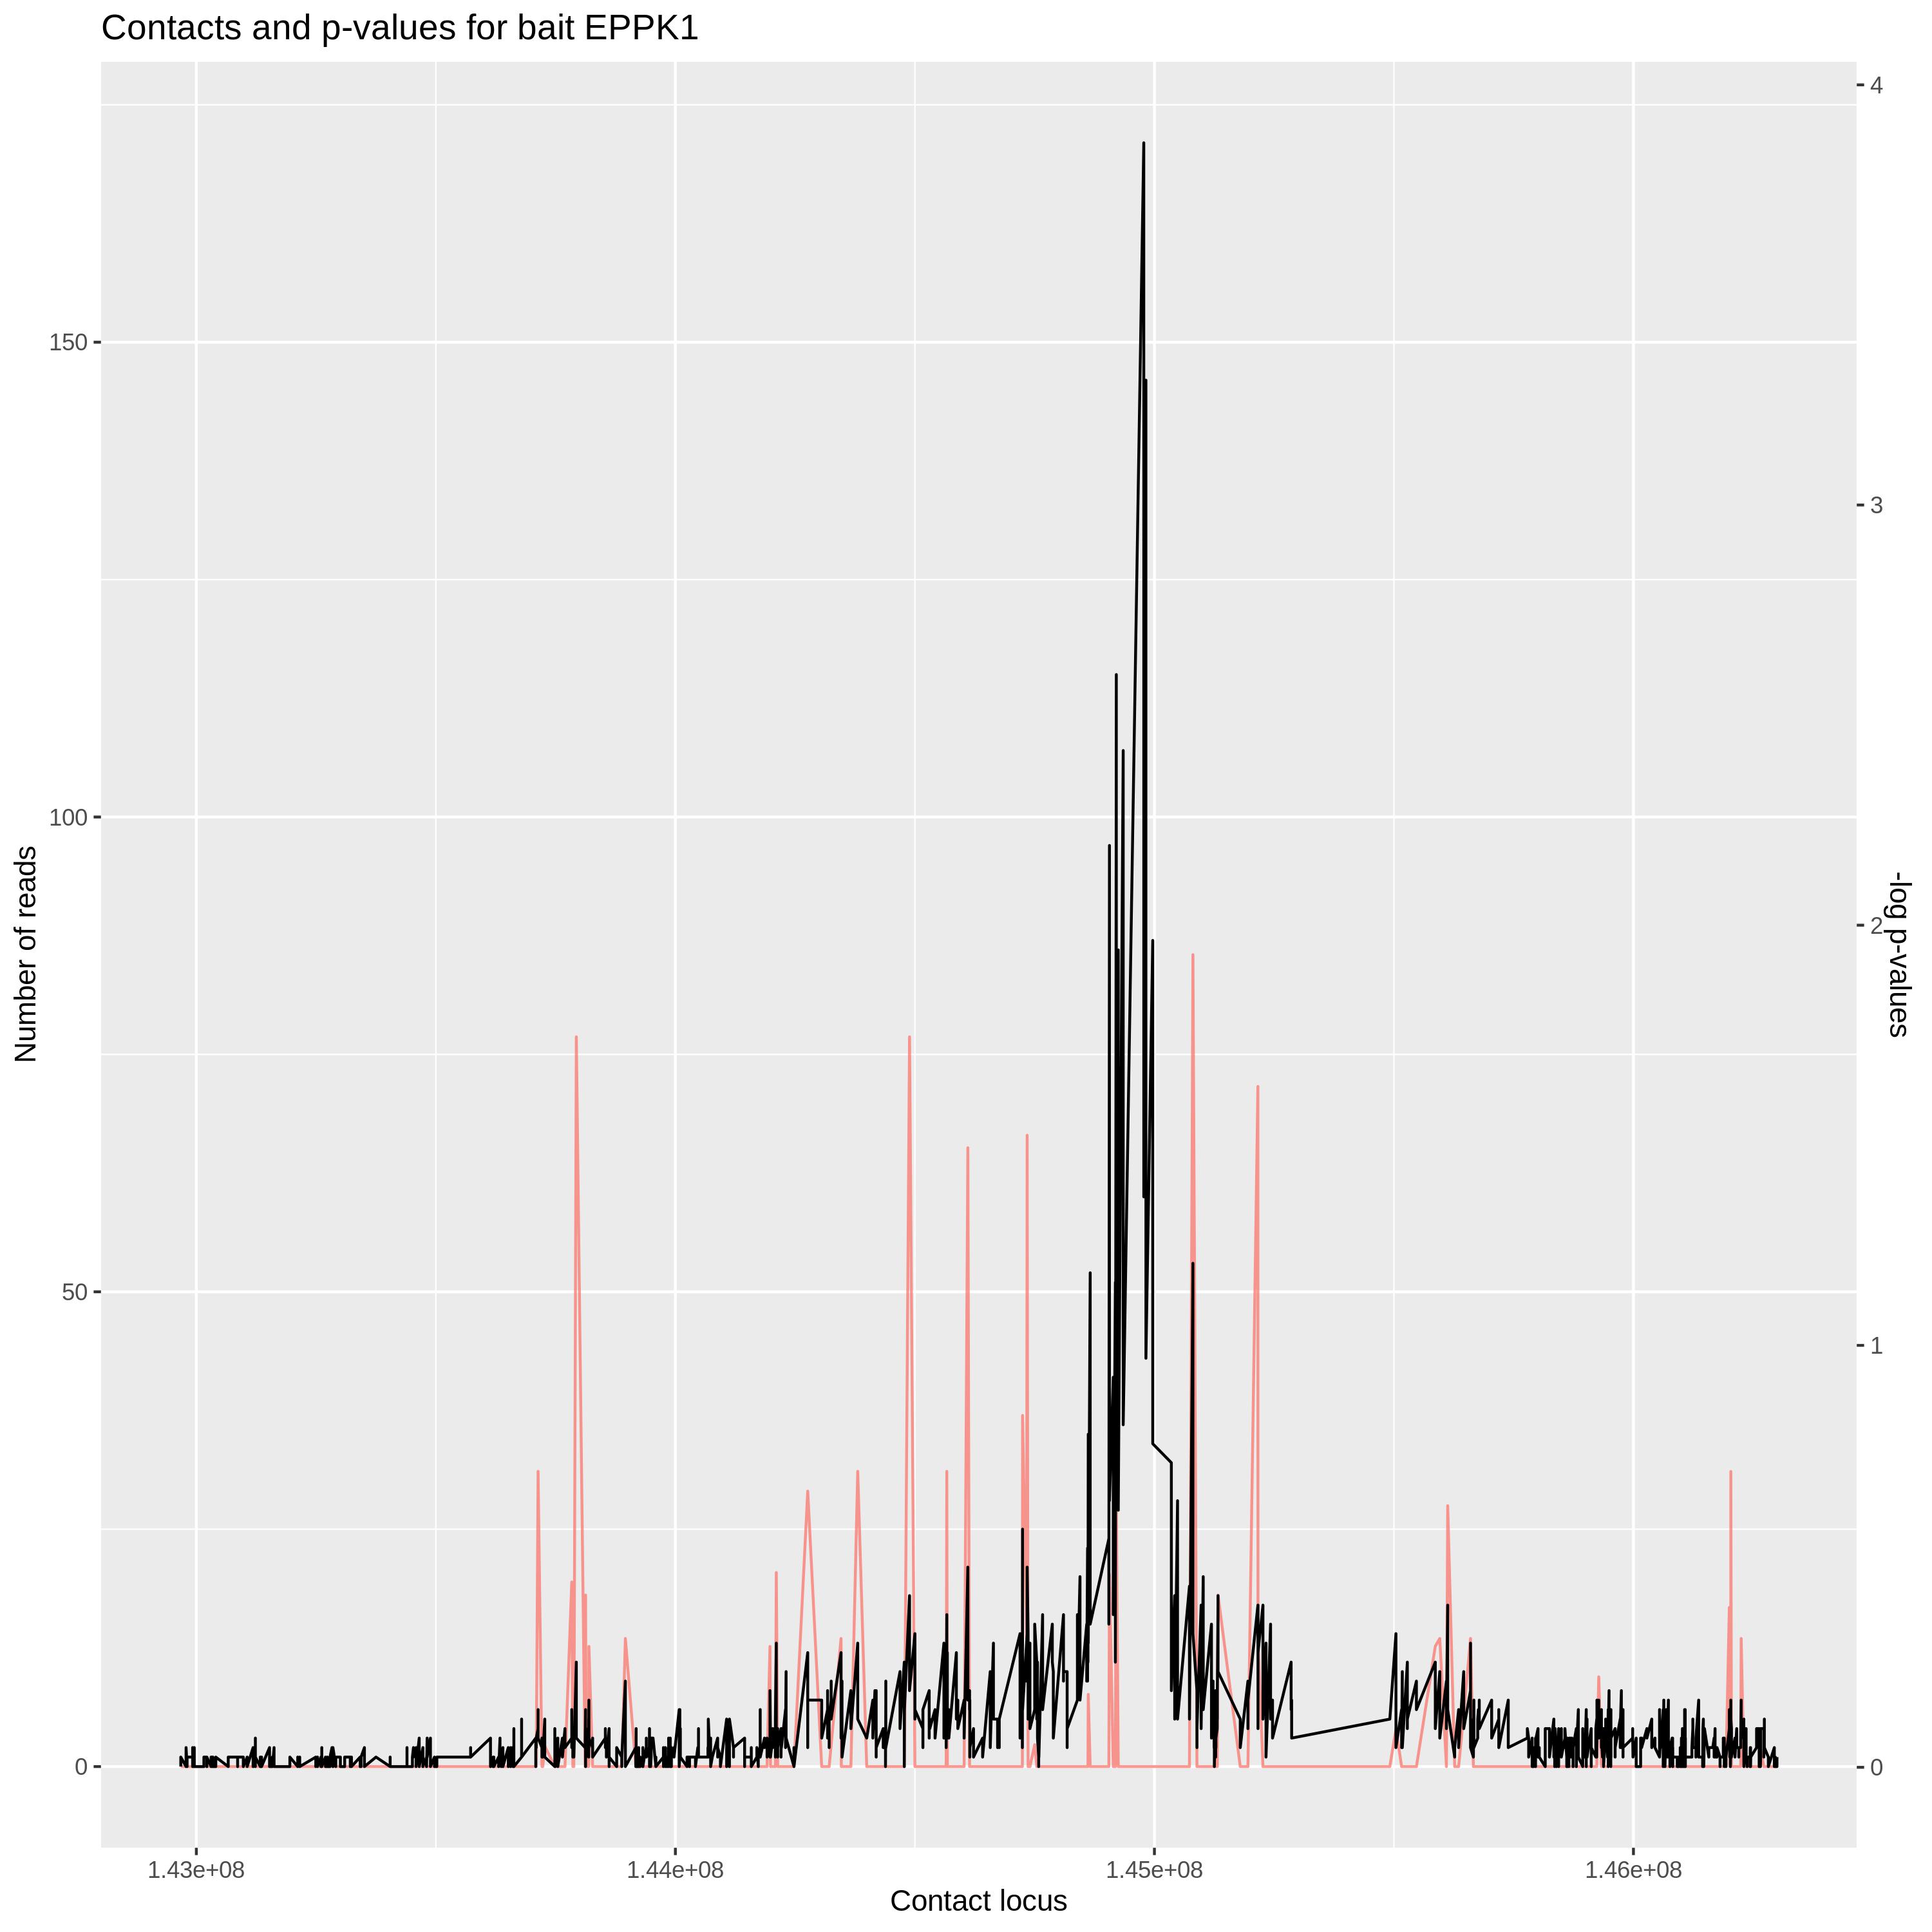 Contacts and p-values for bait EPPK1
Number of reads
150
100
50
0
4
3
2
1
0
-log p-values
1.43e+08
1.44e+08
1.45e+08
1.46e+08
Contact locus